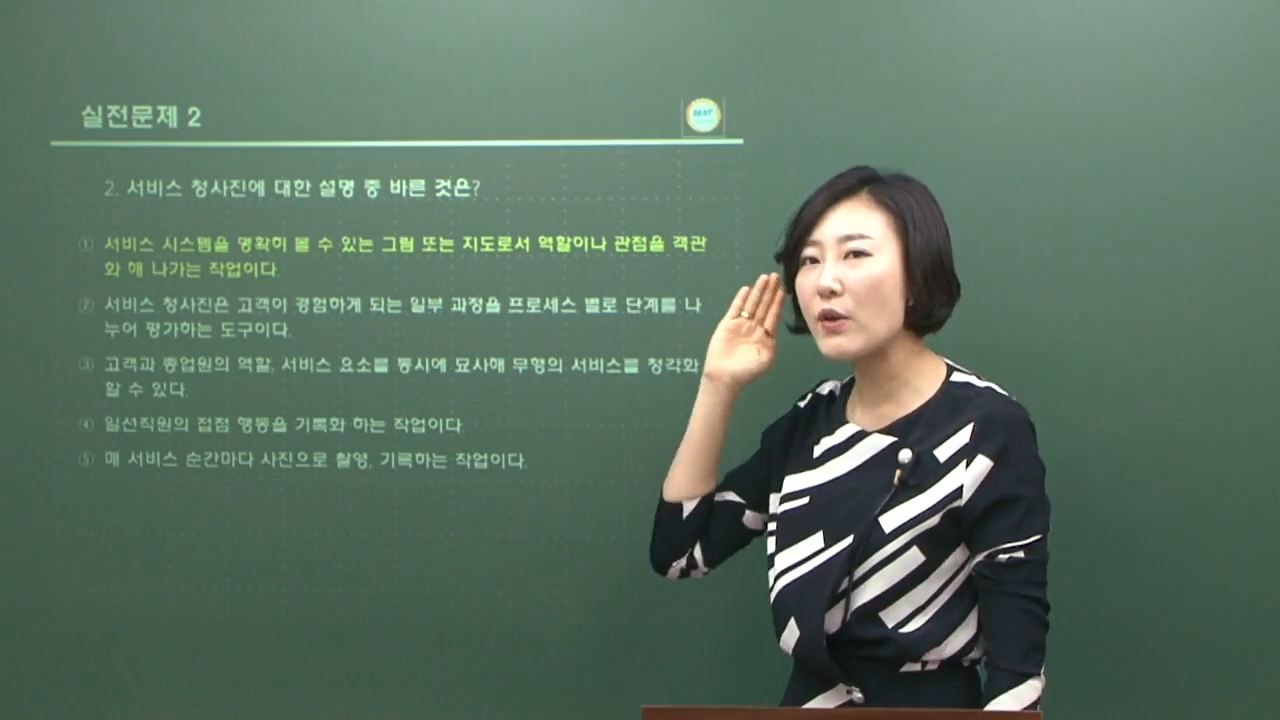 실전문제 2
2. 서비스 청사진에 대한 설명 중 바른 것은?
① 서비스 시스템을 명확히 볼 수 있는 그림 또는 지도로서 역할이나 관점을 객관
화 해 나가는 작업이다.
② 서비스 청사진은 고객이 경험하게 되는 일부 과정을 프로세스 별로 단계를 나
누어 평가하는 도구이다.
③ 고객과 종업원의 역할, 서비스 요소를 동시에 묘사해 무형의 서비스를 청각화
할 수 있다.
④ 일선직원의 접점 행동을 기록화 하는 작업이다.
⑤ 매 서비스 순간마다 사진으로 촬영, 기록하는 작업이다.